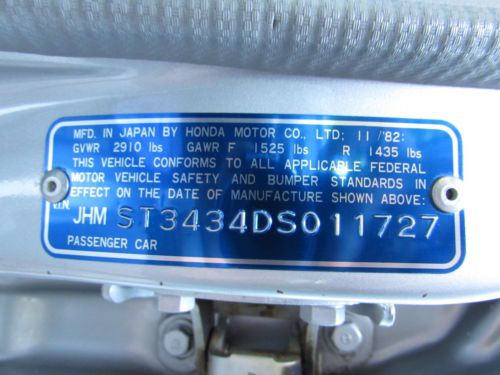 MFD. IN JAPAN BY HONDA MOTOR CO., LTD: 11/'82:
GVWR 2910 lbs GAWR F 1525 lbs R 1435 lbs
THIS VEHICLE CONFORMS TO ALL APPLICABLE FEDERAL
MOTOR VEHICLE SAFETY AND BUMPER STANDARDS IN
EFFECT ON THE DATE OF MANUFACTURE SHOWN ABOVE:
V.I.N. JHM ST3434DS011727
PASSENGER CAR